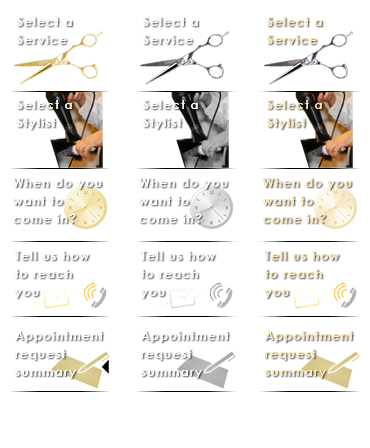 Select a
Service
Select a
Service
Select a
Service
Select a
Stylist
Select a
Stylist
Select a
Stylist
When do you
want to
come in?
When do you
want to
come in?
When do you
want to
come in?
Tell us how
to reach
you
Tell us how
to reach
you
Tell us how
to reach
you
Appointment
request
summary
Appointment
request
summary
Appointment
request
summary